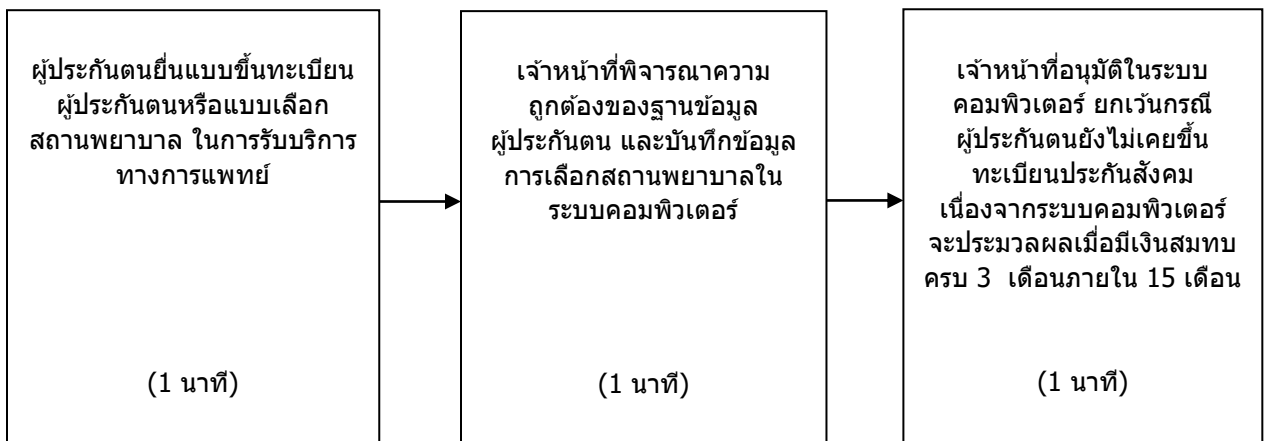 ผู้ประกันตนยื่นแบบขึ้นทะเบียน
ผู้ประกันตนหรือแบบเลือก
สถานพยาบาล ในการรับบริการ
ทางการแพทย์
(1 นาที)
เจ้าหน้าที่พิจารณาความ
ถูกต้องของฐานข้อมูล
ผู้ประกันตน และบันทึกข้อมูล
การเลือกสถานพยาบาลใน
ระบบคอมพิวเตอร์
(1 นาที)
เจ้าหน้าที่อนุมัติในระบบ
คอมพิวเตอร์ ยกเว้นกรณี
ผู้ประกันตนยังไม่เคยขึ้น
ทะเบียนประกันสังคม
เนื่องจากระบบคอมพิวเตอร์
จะประมวลผลเมื่อมีเงินสมทบ
ครบ 3 เดือนภายใน 15 เดือน
(1 นาที)